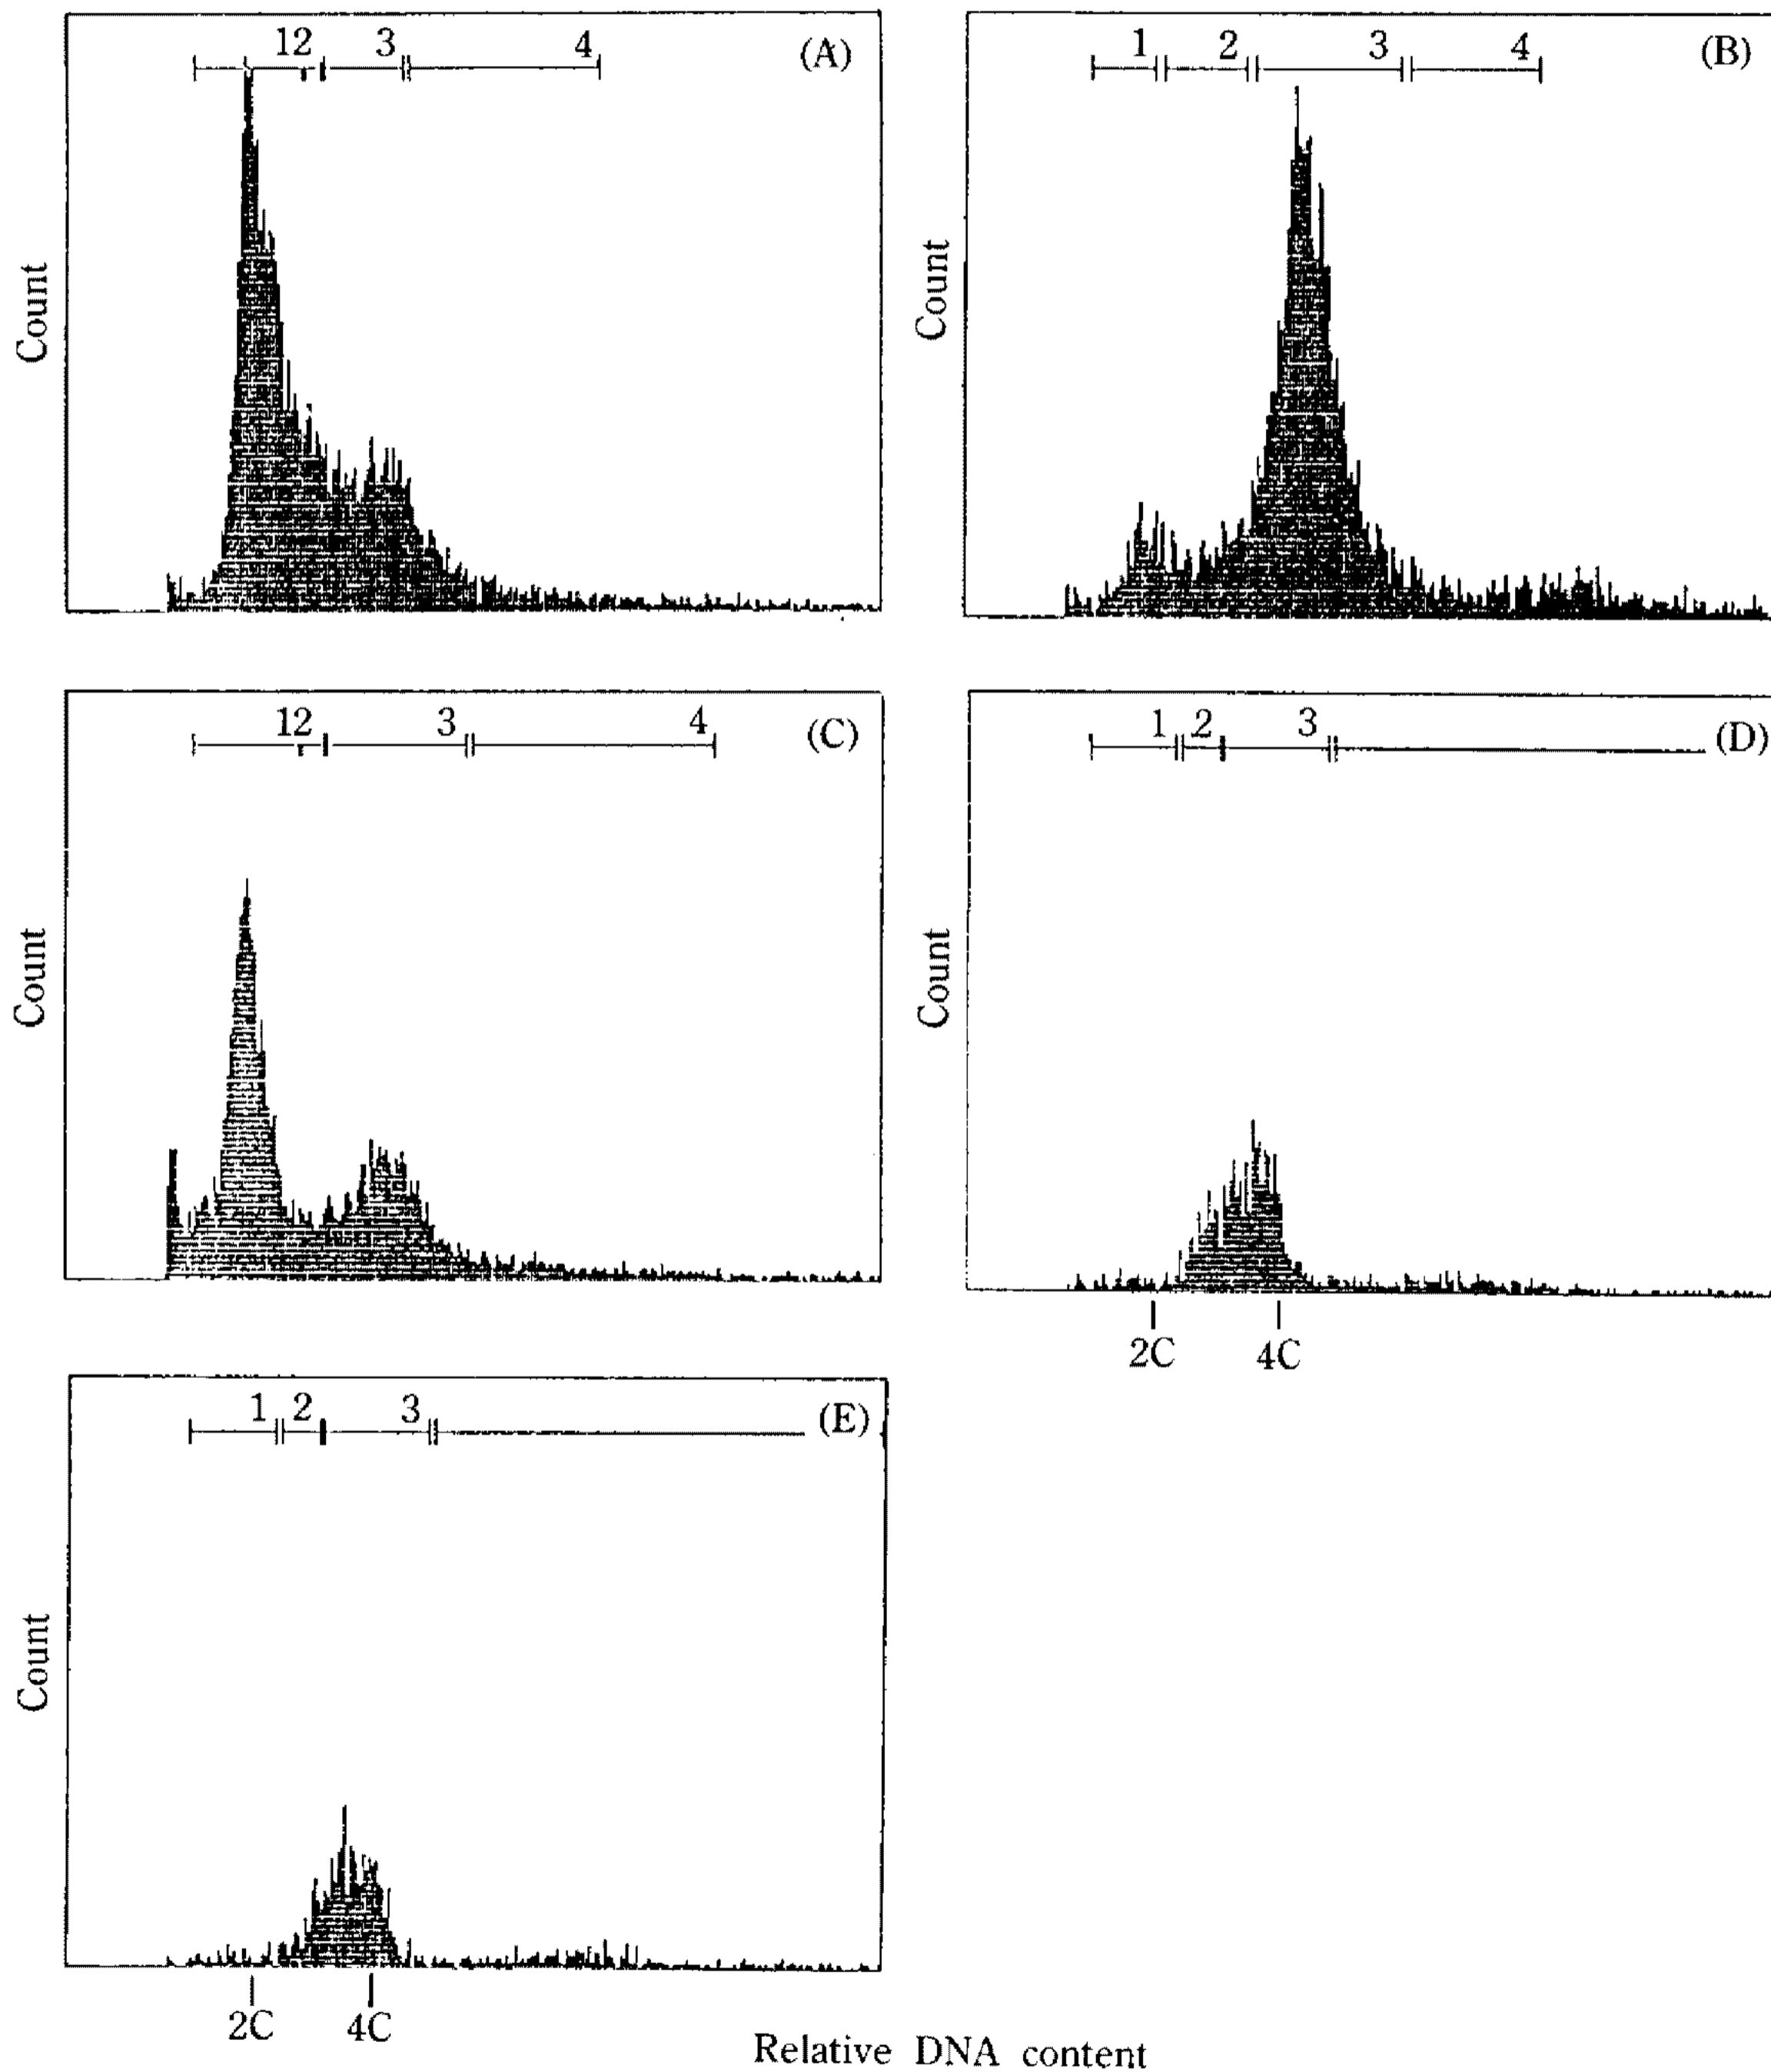 12 3 4 (A)
Count
1 2 3 4 (B)
Count
12 3 4 (C)
Count
1 2 3 (D)
Count
2C 4C
1 2 3 (E)
Count
2C 4C
Relative DNA content